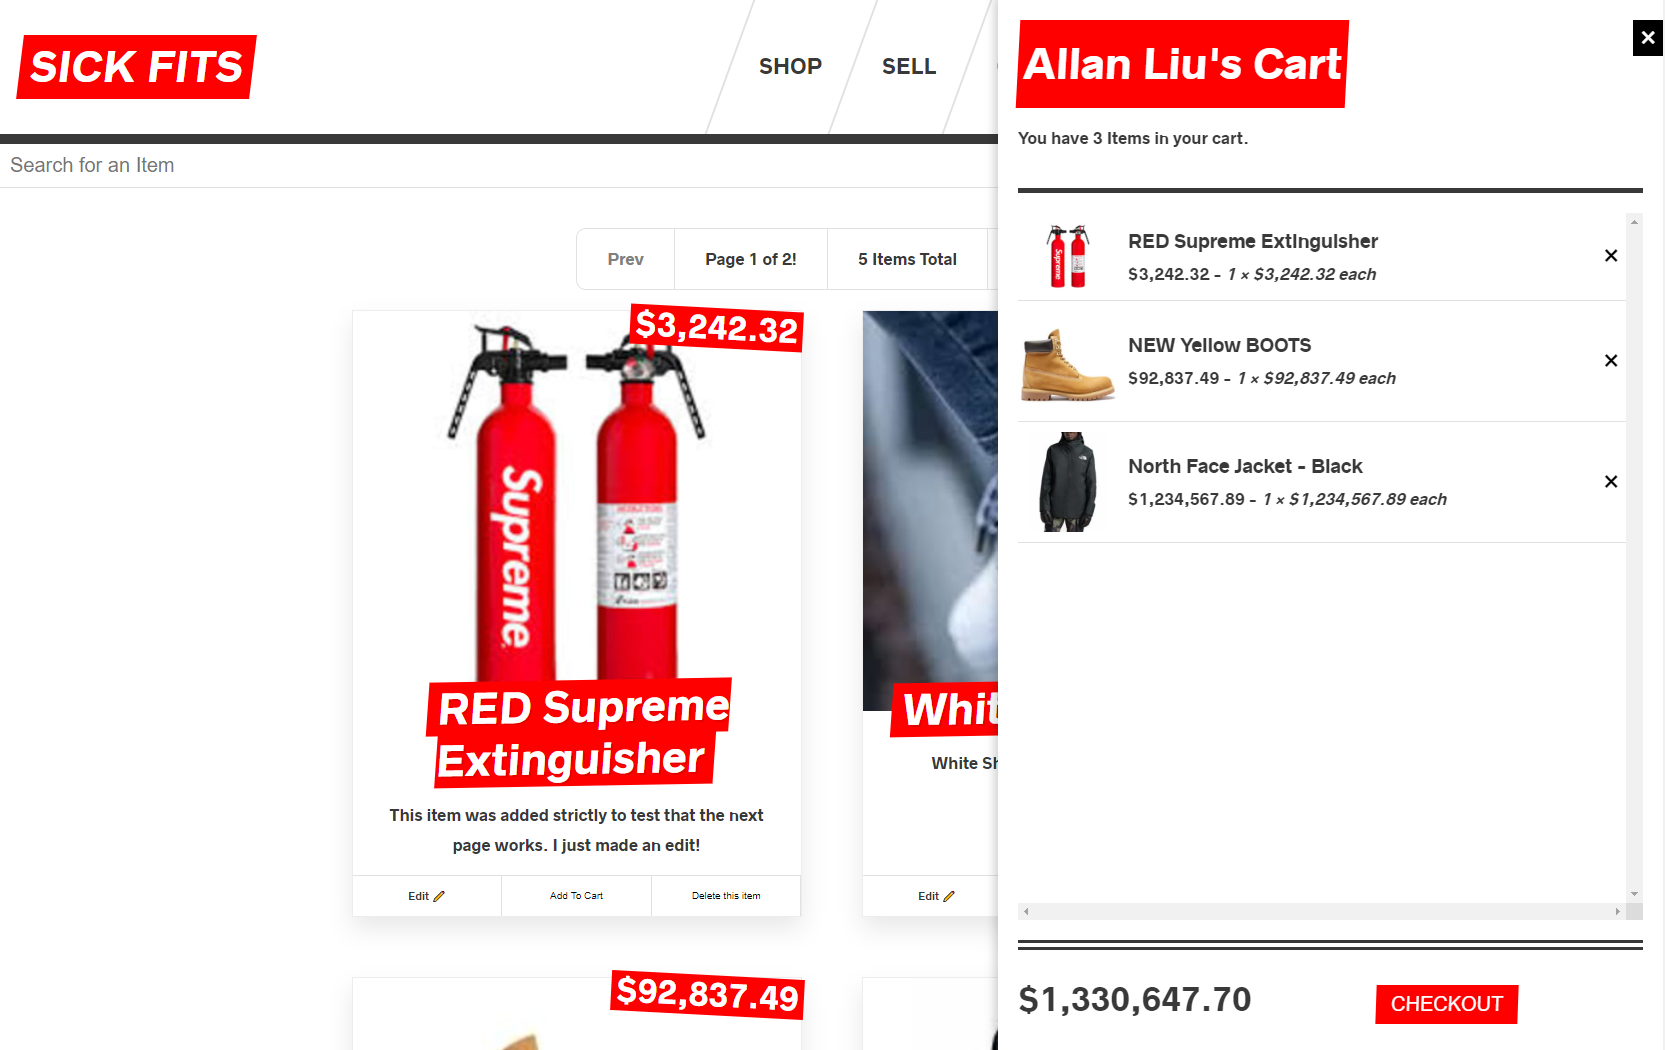 SICK FITS
SHOP
SELL
Search for an Item
Prev
Page 1 of 2!
5 Items Total
$3,242.32
Supreme
RED Supreme
Extinguisher
This item was added strictly to test that the next
page works. I just made an edit!
Edit
Add To Cart
Delete this item
White Sh
Edit
$92,837.49
Allan Liu's Cart
×
You have 3 Items in your cart.
Supreme
RED Supreme Extinguisher
$3,242.32 - 1 × $3,242.32 each
×
NEW Yellow BOOTS
$92,837.49 - 1 × $92,837.49 each
×
North Face Jacket - Black
$1,234,567.89 - 1 × $1,234,567.89 each
×
$1,330,647.70
CHECKOUT